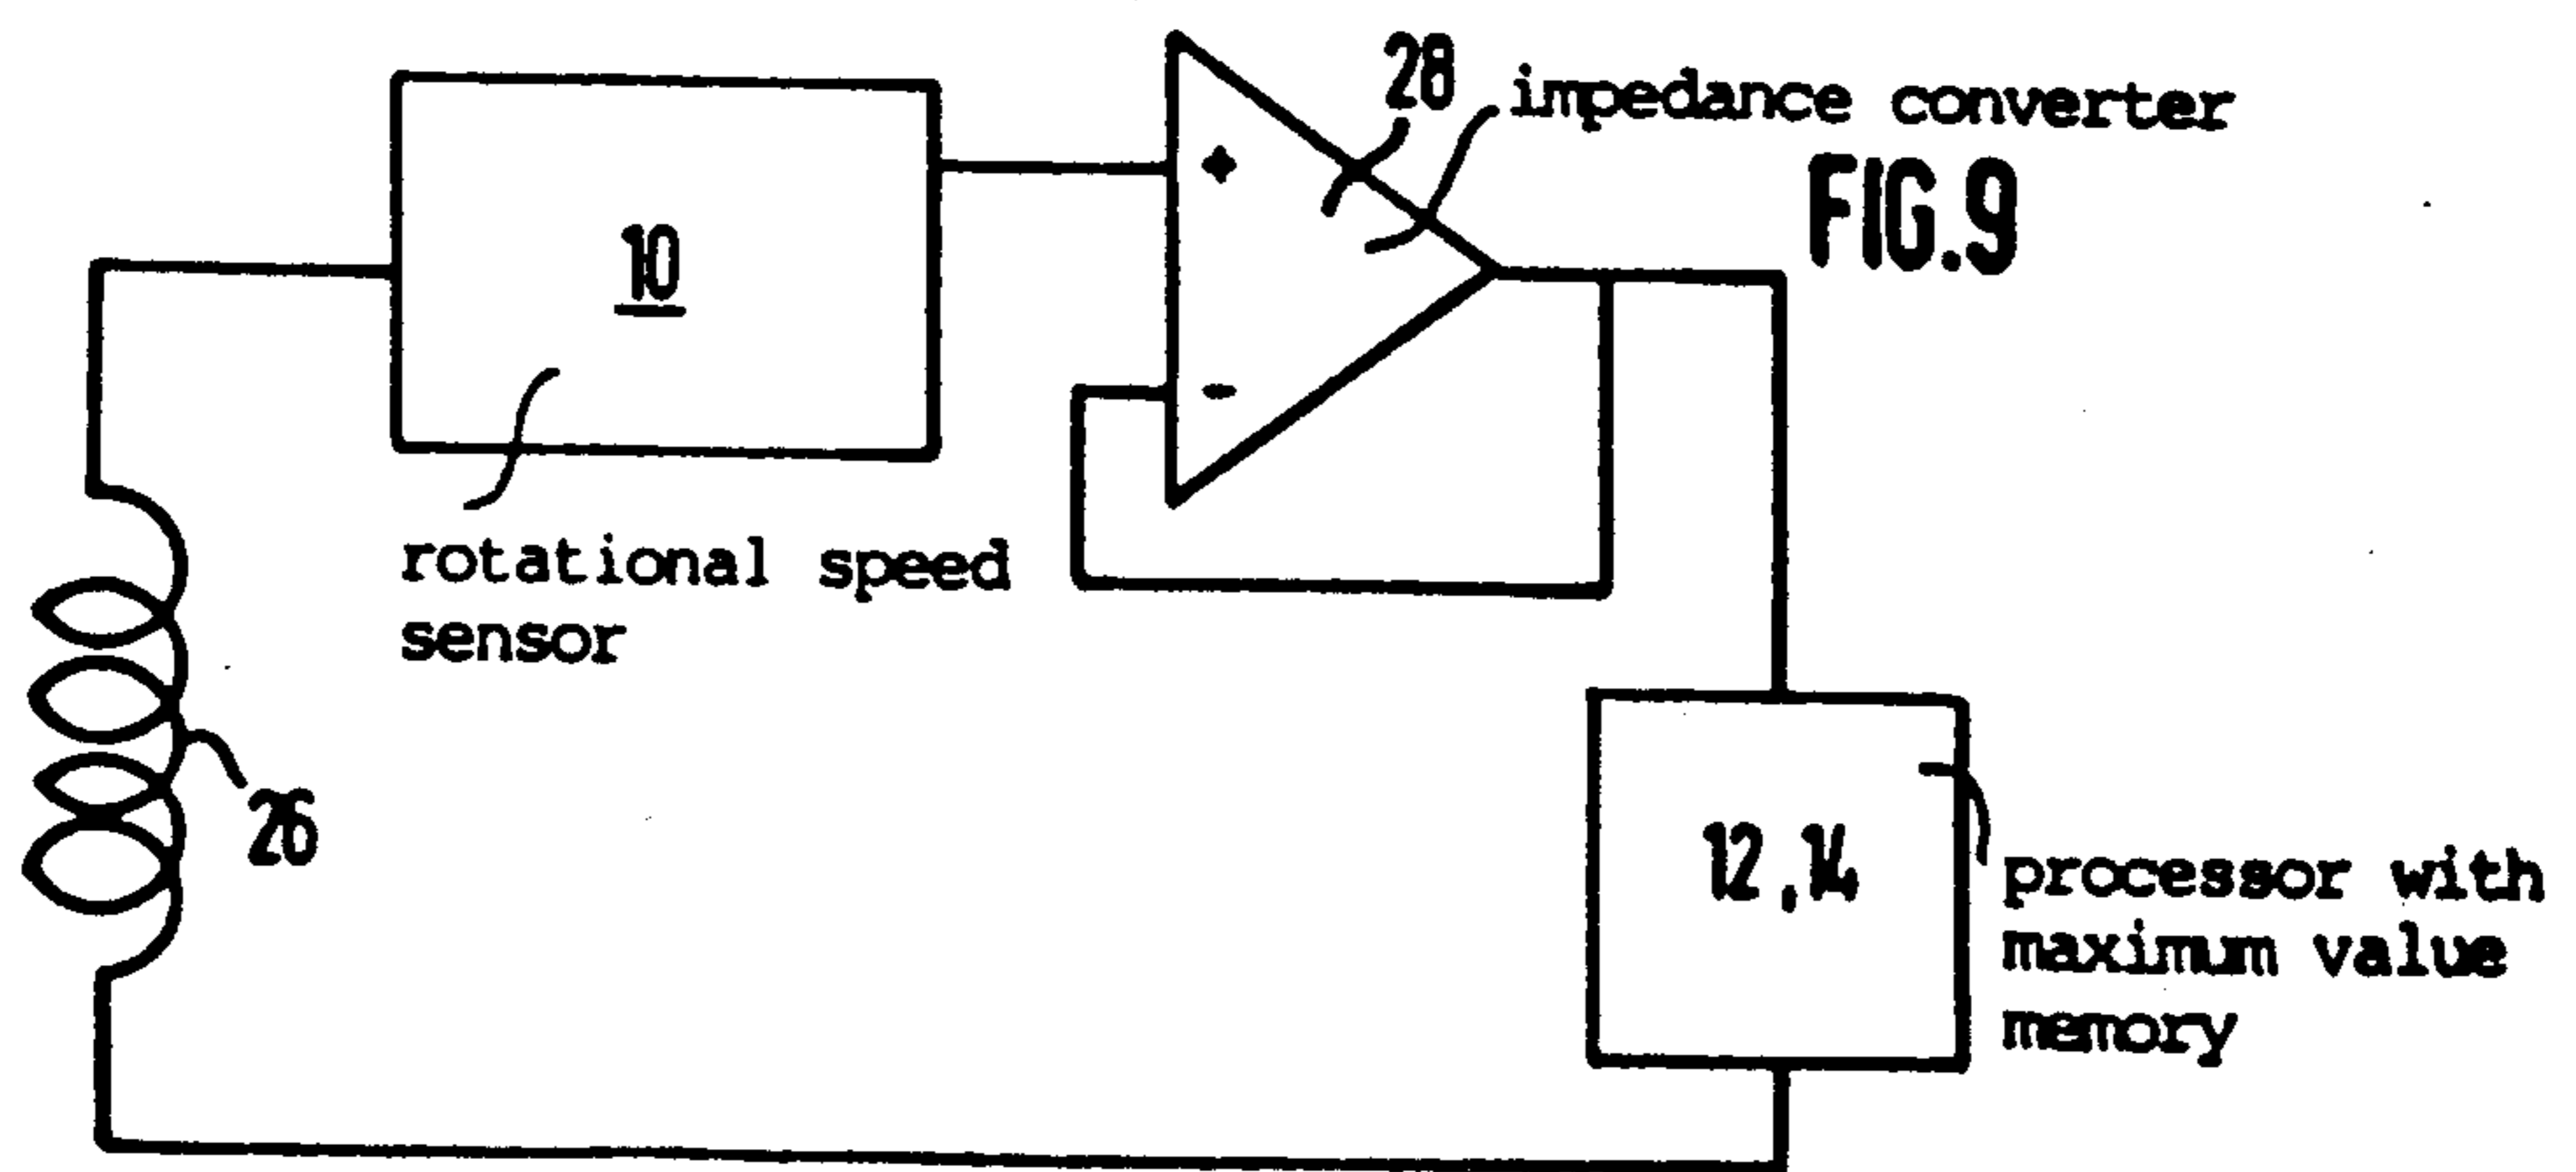 28
impedance converter
FIG.9
+
10
-
rotational speed
sensor
26
12,14
processor with
maximum value
memory